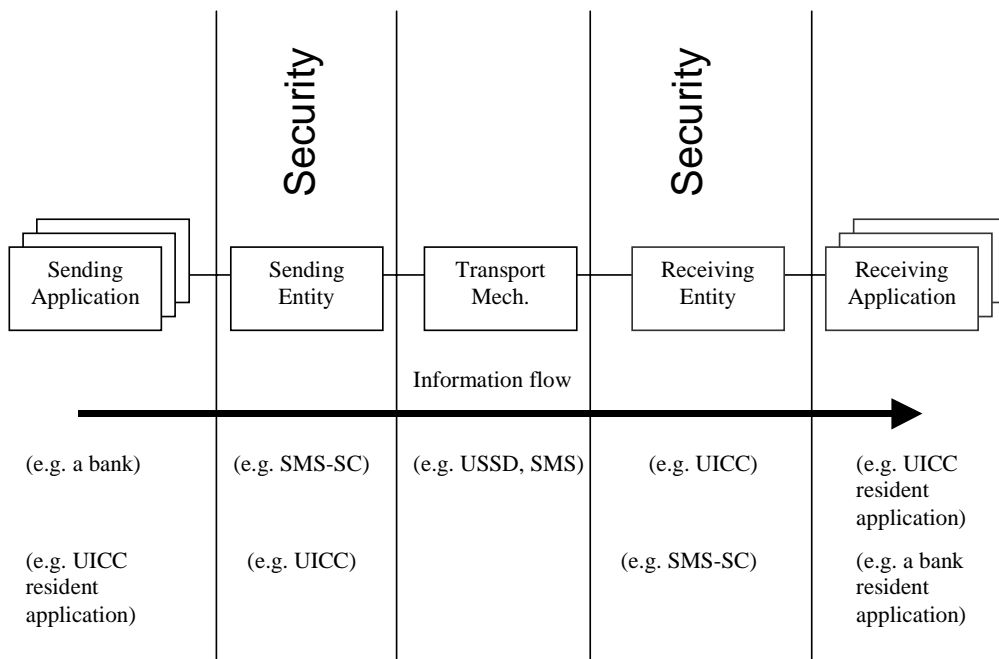 Security
Security
Sending
Application
Sending
Entity
Transport
Mech.
Receiving
Entity
Receiving
Application
Information flow
(e.g. a bank)
(e.g. SMS-SC)
(e.g. USSD, SMS)
(e.g. UICC)
(e.g. UICC
resident
application)
(e.g. UICC
resident
application)
(e.g. UICC)
(e.g. SMS-SC)
(e.g. a bank
resident
application)